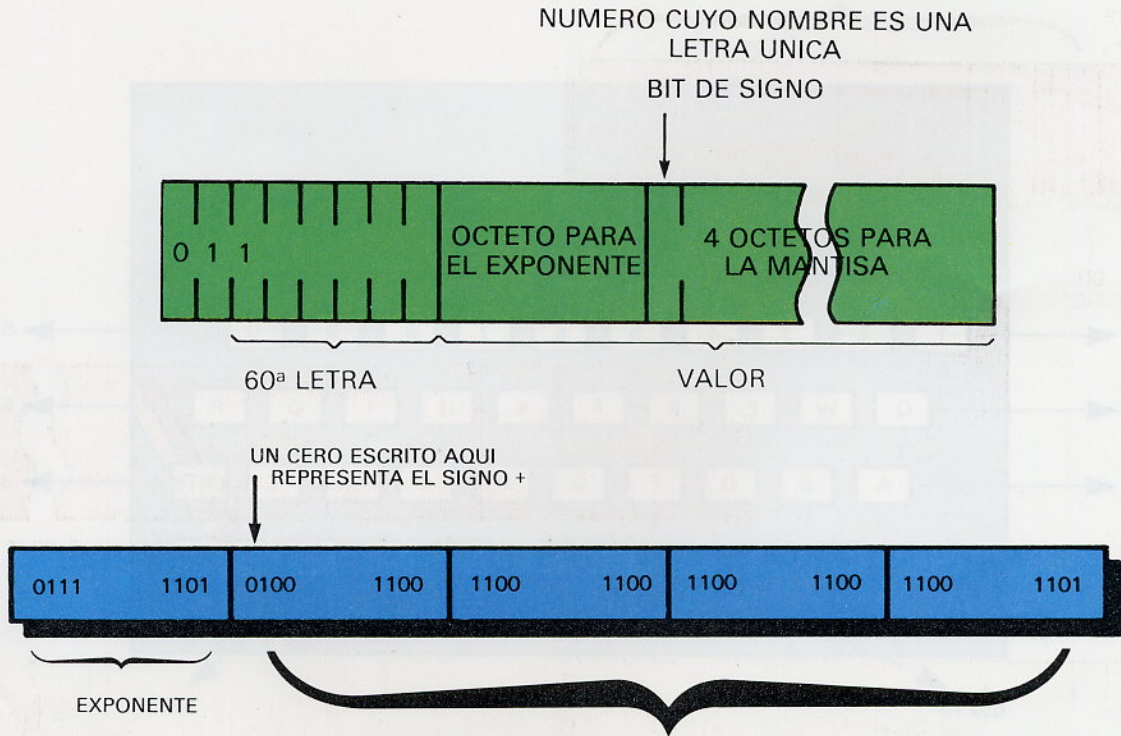 NUMERO CUYO NOMBRE ES UNA
LETRA UNICA
BIT DE SIGNO
0 1 1
OCTETO PARA
EL EXPONENTE
4 OCTETOS PARA
LA MANTISA
60ª LETRA
VALOR
UN CERO ESCRITO AQUI
REPRESENTA EL SIGNO +
0111 1101 0100 1100 1100 1100 1100 1100 1100 1101
EXPONENTE